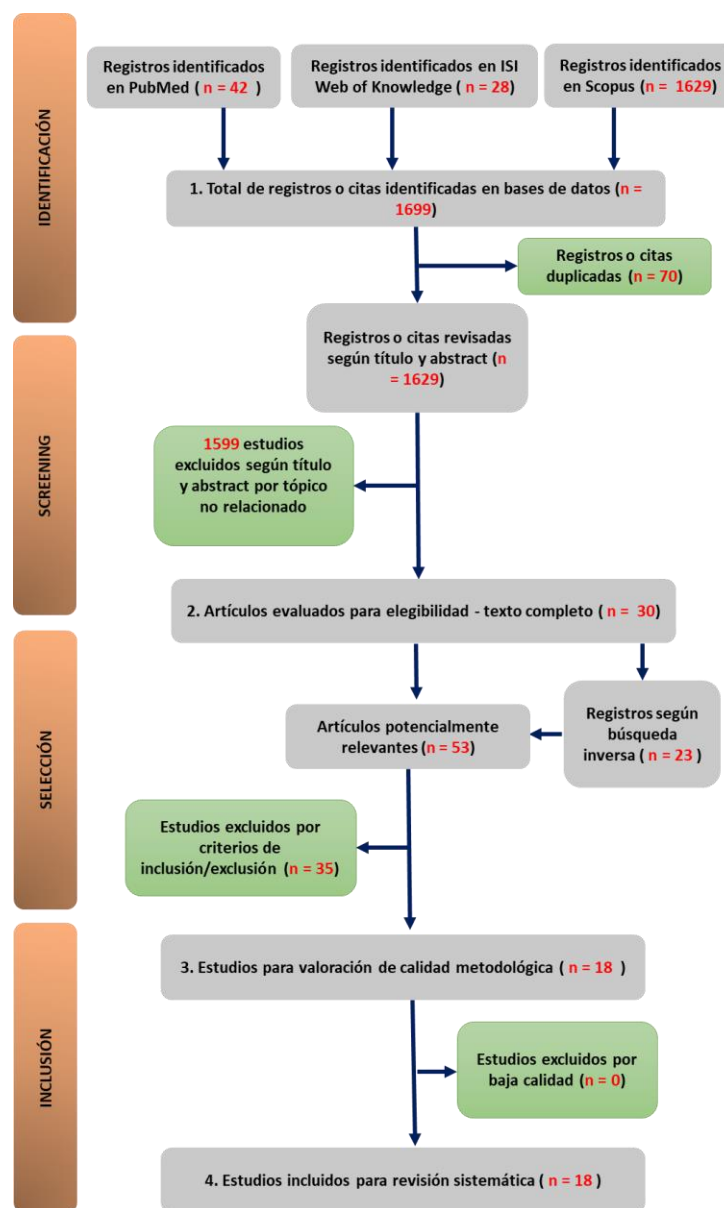 IDENTIFICACIÓN
Registros identificados
en PubMed ( n = 42 )
Registros identificados en ISI
Web of Knowledge ( n = 28)
Registros identificados
en Scopus (n = 1629)
1. Total de registros o citas identificadas en bases de datos (n =
1699)
Registros o citas
duplicadas (n = 70)
Registros o citas revisadas
según título y abstract (n
= 1629)
SCREENING
1599 estudios
excluidos según título
y abstract por tópico
no relacionado
2. Artículos evaluados para elegibilidad - texto completo ( n = 30)
SELECCIÓN
Artículos potencialmente
relevantes (n = 53)
Registros según
búsqueda
inversa ( n = 23 )
Estudios excluidos por
criterios de
inclusión/exclusión (n = 35)
INCLUSIÓN
3. Estudios para valoración de calidad metodológica ( n = 18 )
Estudios excluidos por
baja calidad (n = 0)
4. Estudios incluidos para revisión sistemática ( n = 18 )